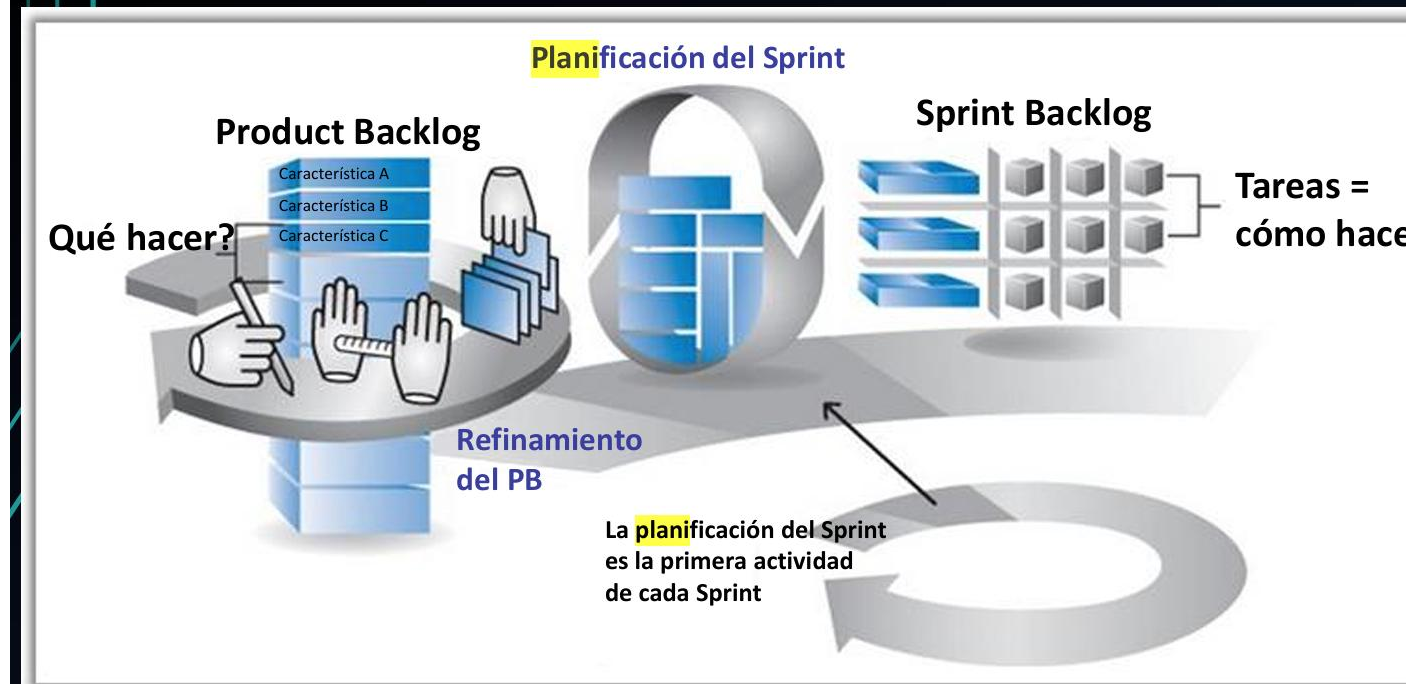 Planificación del Sprint
Product Backlog
Sprint Backlog
Característica A
Característica B
Característica C
Qué hacer?
Tareas =
cómo hace
Refinamiento
del PB
La planificación del Sprint
es la primera actividad
de cada Sprint